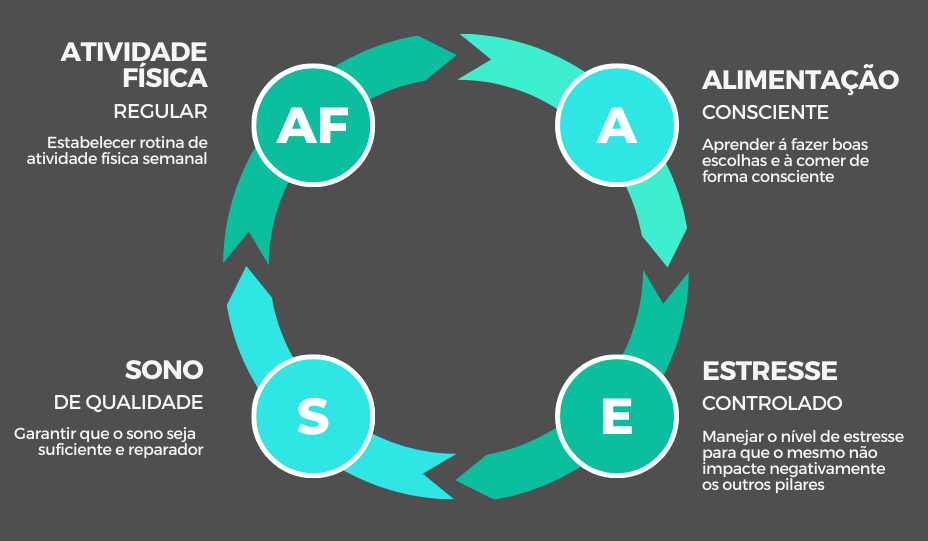 ATIVIDADE
FÍSICA
REGULAR
Estabelecer rotina de
atividade física semanal
AF
A
ALIMENTAÇÃO
CONSCIENTE
Aprender á fazer boas
escolhas e à comer de
forma consciente
SONO
DE QUALIDADE
Garantir que o sono seja
suficiente e reparador
S
E
ESTRESSE
CONTROLADO
Manejar o nível de estresse
para que o mesmo não
impacte negativamente
os outros pilares